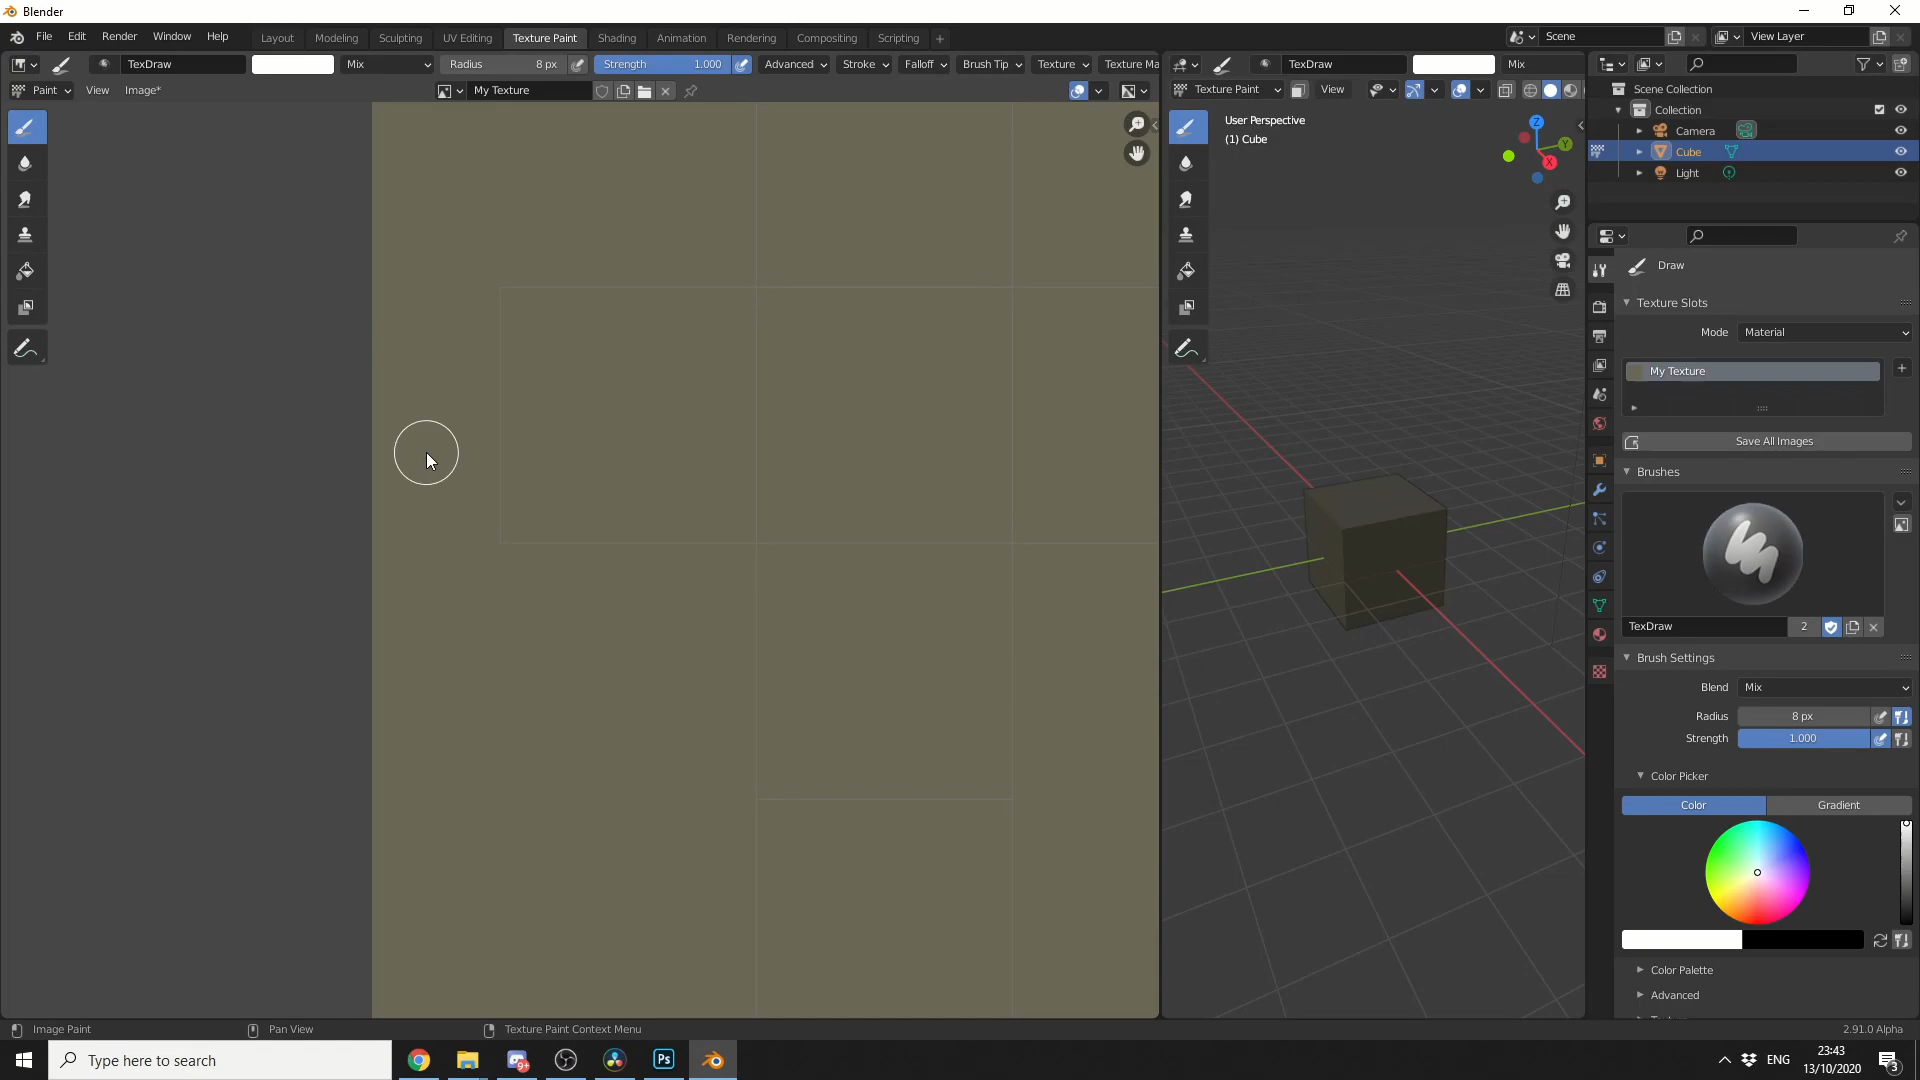 Blender
File Edit Render Window Help
Layout Modeling Sculpting UV Editing Texture Paint Shading Animation Rendering Compositing Scripting
Scene
View Layer
TexDraw Mix Radius 8 px Strength 1.000 Advanced Stroke Falloff Brush Tip Texture Texture Ma
TexDraw Mix
Paint View Image*
My Texture
Texture Paint View
User Perspective
(1) Cube
Z
Y
X
Scene Collection
Collection
Camera
Cube
Light
Draw
Texture Slots
Mode Material
My Texture
Save All Images
Brushes
TexDraw 2
Brush Settings
Blend Mix
Radius 8 px
Strength 1.000
Color Picker
Color Gradient
Color Palette
Advanced
Image Paint
Pan View
Texture Paint Context Menu
2.91.0 Alpha
Type here to search
9+
Ps
ENG
23:43
13/10/2020
3